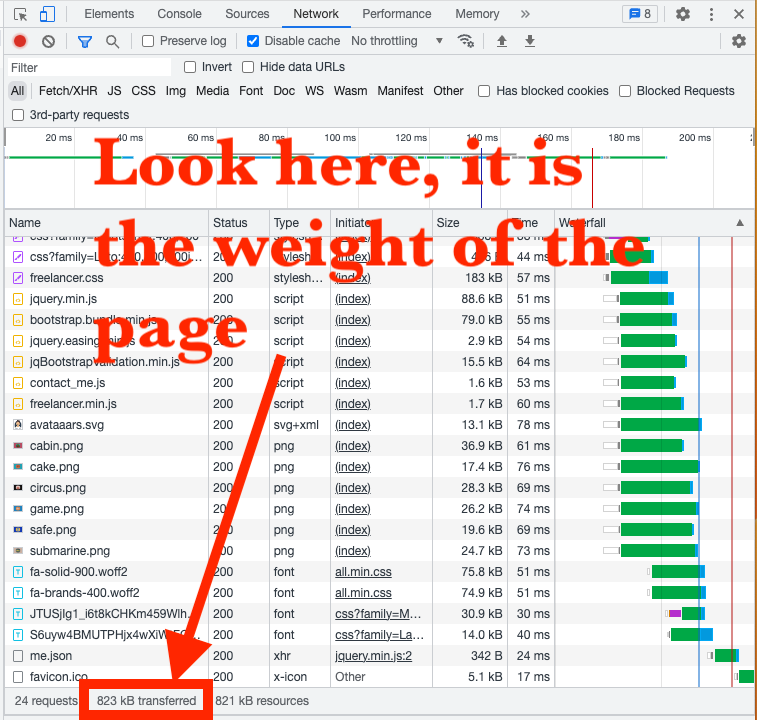 Elements Console Sources Network Performance Memory » 8
Preserve log Disable cache No throttling
Filter Invert Hide data URLs
All Fetch/XHR JS CSS Img Media Font Doc WS Wasm Manifest Other Has blocked cookies Blocked Requests
3rd-party requests
20 ms 40 ms 60 ms 80 ms 100 ms 120 ms 140 ms 160 ms 180 ms 200 ms
Look here, it is
the weight of the
page
Name Status Type Initiator Size Time Waterfall
200 44 ms
freelancer.css 200 stylesh… (index) 183 kB 57 ms
jquery.min.js 200 script (index) 88.6 kB 51 ms
bootstrap.bundle.min.js 200 script (index) 79.0 kB 55 ms
jquery.easing.min.js 200 script (index) 2.9 kB 54 ms
jqBootstrapValidation.min.js 200 script (index) 15.5 kB 64 ms
contact_me.js 200 script (index) 1.6 kB 53 ms
freelancer.min.js 200 script (index) 1.7 kB 60 ms
avataaars.svg 200 svg+xml (index) 13.1 kB 78 ms
cabin.png 200 png (index) 36.9 kB 61 ms
cake.png 200 png (index) 17.4 kB 76 ms
circus.png 200 png (index) 28.3 kB 69 ms
game.png 200 png (index) 26.2 kB 74 ms
safe.png 200 png (index) 19.6 kB 69 ms
submarine.png 200 png (index) 24.7 kB 73 ms
fa-solid-900.woff2 200 font all.min.css 75.8 kB 51 ms
fa-brands-400.woff2 200 font all.min.css 74.9 kB 51 ms
JTUSjIg1_i6t8kCHKm459Wlh… 200 font css?family=M… 30.9 kB 30 ms
200 font css?family=La… 14.0 kB 40 ms
me.json 200 xhr jquery.min.js:2 342 B 24 ms
favicon.ico 200 x-icon Other 5.1 kB 17 ms
24 requests 823 kB transferred 821 kB resources